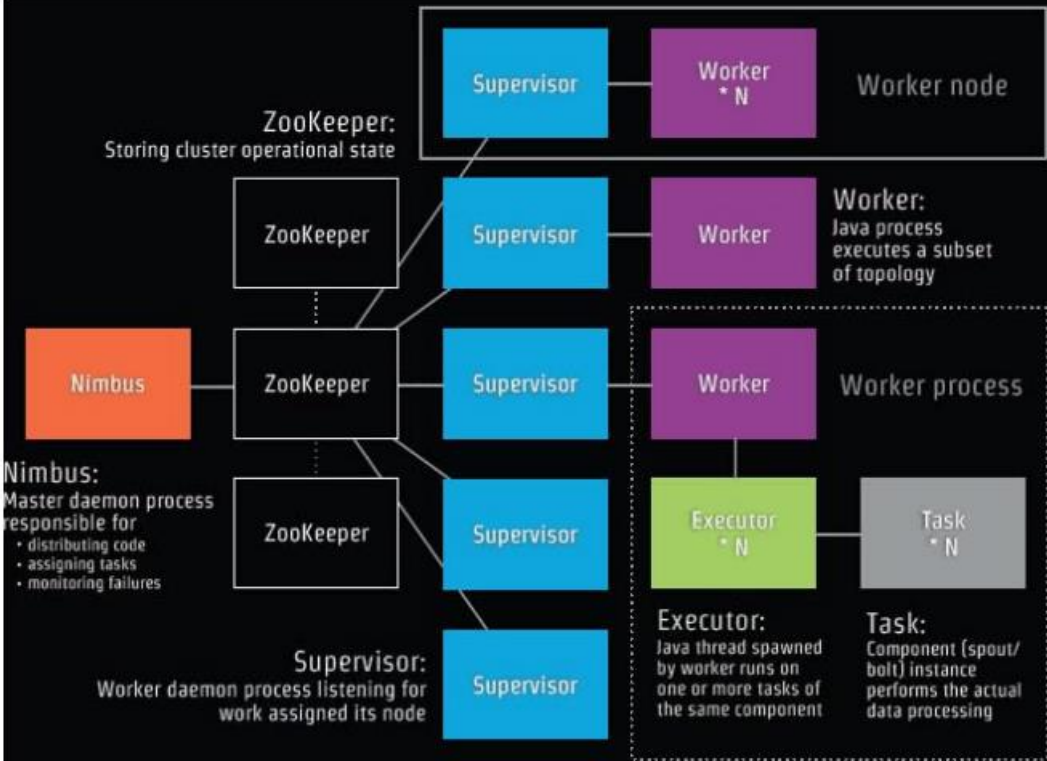 Supervisor
Worker
* N
Worker node
ZooKeeper:
Storing cluster operational state
ZooKeeper
Supervisor
Worker
Worker:
Java process
executes a subset
of topology
Nimbus
ZooKeeper
Supervisor
Worker
Worker process
Nimbus:
Master daemon process
responsible for
• distributing code
• assigning tasks
• monitoring failures
ZooKeeper
Supervisor
Executor
* N
Task
* N
Executor:
Java thread spawned
by worker runs on
one or more tasks of
the same component
Task:
Component (spout/
bolt) instance
performs the actual
data processing
Supervisor:
Worker daemon process listening for
work assigned its node
Supervisor